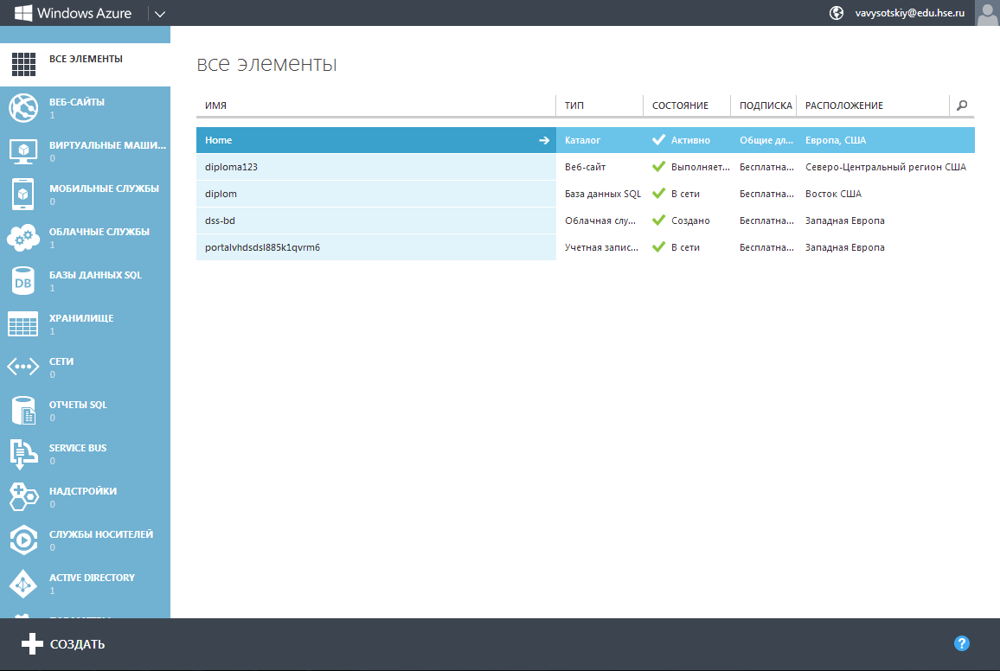 Windows Azure
vavysotskiy@edu.hse.ru
ВСЕ ЭЛЕМЕНТЫ
ВЕБ-САЙТЫ
1
ВИРТУАЛЬНЫЕ МАШИ...
0
МОБИЛЬНЫЕ СЛУЖБЫ
0
ОБЛАЧНЫЕ СЛУЖБЫ
1
DB
БАЗЫ ДАННЫХ SQL
1
ХРАНИЛИЩЕ
1
СЕТИ
0
ОТЧЕТЫ SQL
0
SERVICE BUS
0
НАДСТРОЙКИ
0
СЛУЖБЫ НОСИТЕЛЕЙ
0
ACTIVE DIRECTORY
1
все элементы
ИМЯ ТИП СОСТОЯНИЕ ПОДПИСКА РАСПОЛОЖЕНИЕ
Home Каталог Активно Общие дл... Европа, США
diploma123 Веб-сайт Выполняет... Бесплатна... Северо-Центральный регион США
diplom База данных SQL В сети Бесплатна... Восток США
dss-bd Облачная слу... Создано Бесплатна... Западная Европа
portalvhdsdsl885k1qvrm6 Учетная запис... В сети Бесплатна... Западная Европа
СОЗДАТЬ
?